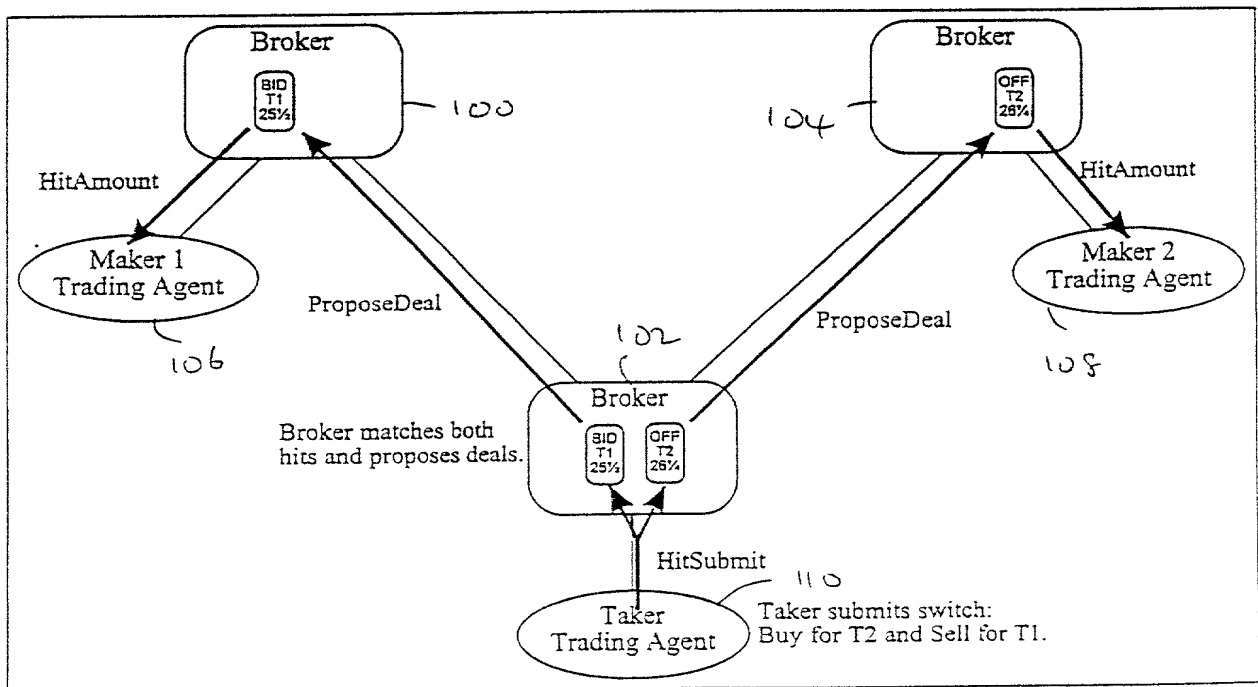 Broker
BID
T1
25½
100
Broker
OFF
T2
26¼
104
HitAmount
HitAmount
Maker 1
Trading Agent
106
Maker 2
Trading Agent
108
ProposeDeal
ProposeDeal
102
Broker
BID
T1
25½
OFF
T2
26¼
Broker matches both
hits and proposes deals.
HitSubmit
110
Taker
Trading Agent
Taker submits switch:
Buy for T2 and Sell for T1.